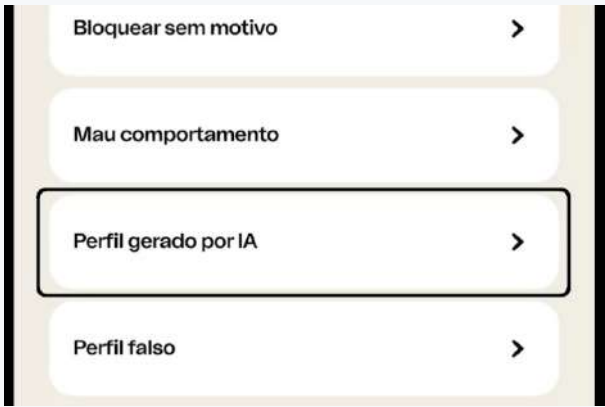 Bloquear sem motivo
Mau comportamento
Perfil gerado por IA
Perfil falso